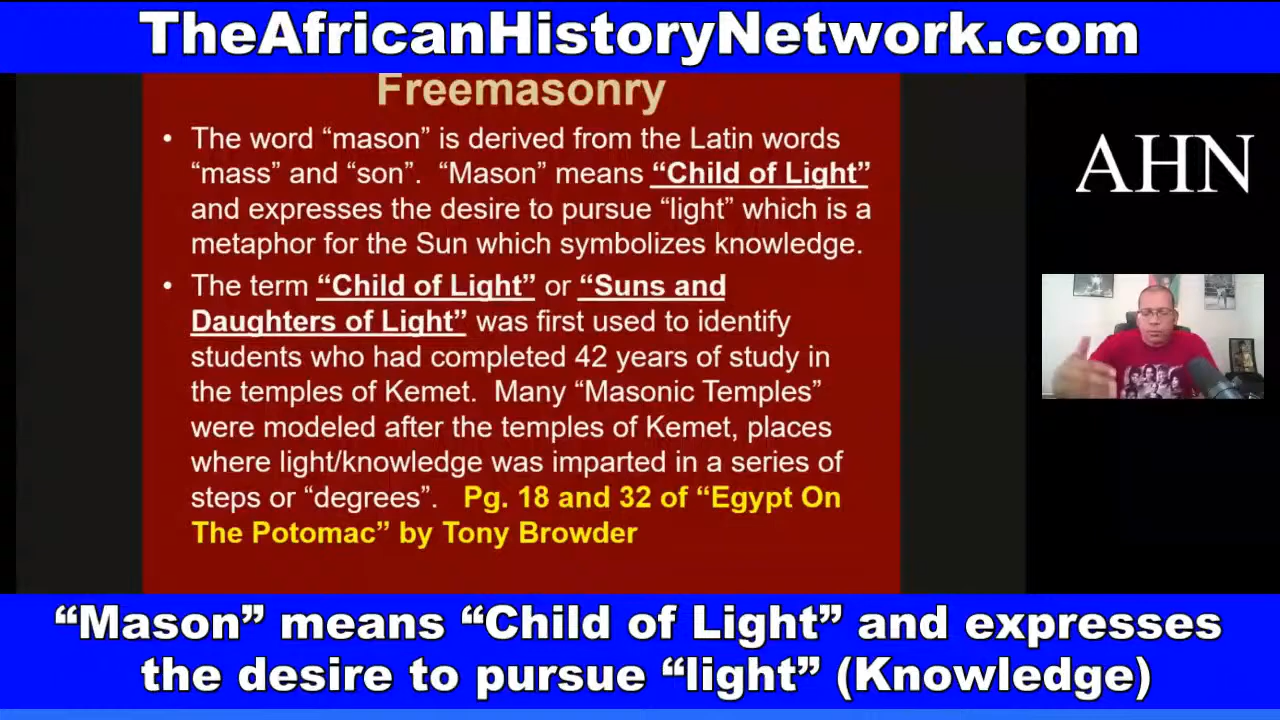 TheAfricanHistoryNetwork.com
Freemasonry
• The word “mason” is derived from the Latin words
“mass” and “son”. “Mason” means “Child of Light”
and expresses the desire to pursue “light” which is a
metaphor for the Sun which symbolizes knowledge.
• The term “Child of Light” or “Suns and
Daughters of Light” was first used to identify
students who had completed 42 years of study in
the temples of Kemet. Many “Masonic Temples”
were modeled after the temples of Kemet, places
where light/knowledge was imparted in a series of
steps or “degrees”. Pg. 18 and 32 of “Egypt On
The Potomac” by Tony Browder
AHN
“Mason” means “Child of Light” and expresses
the desire to pursue “light” (Knowledge)